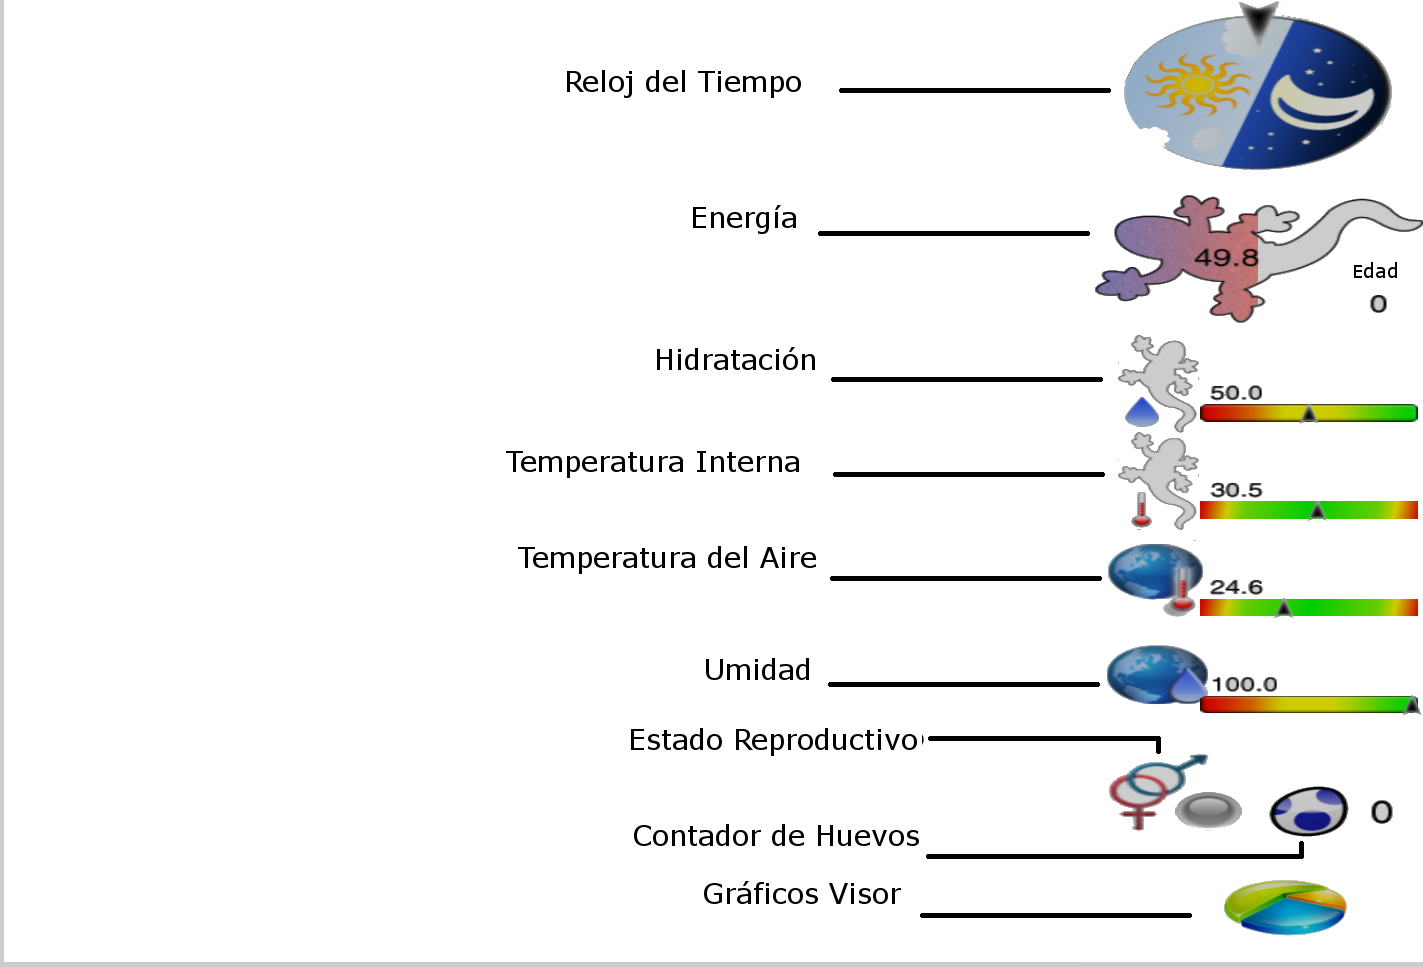 Reloj del Tiempo
Energía
49.8
Edad
0
Hidratación
50.0
Temperatura Interna
30.5
Temperatura del Aire
24.6
Umidad
100.0
Estado Reproductivo
0
Contador de Huevos
Gráficos Visor